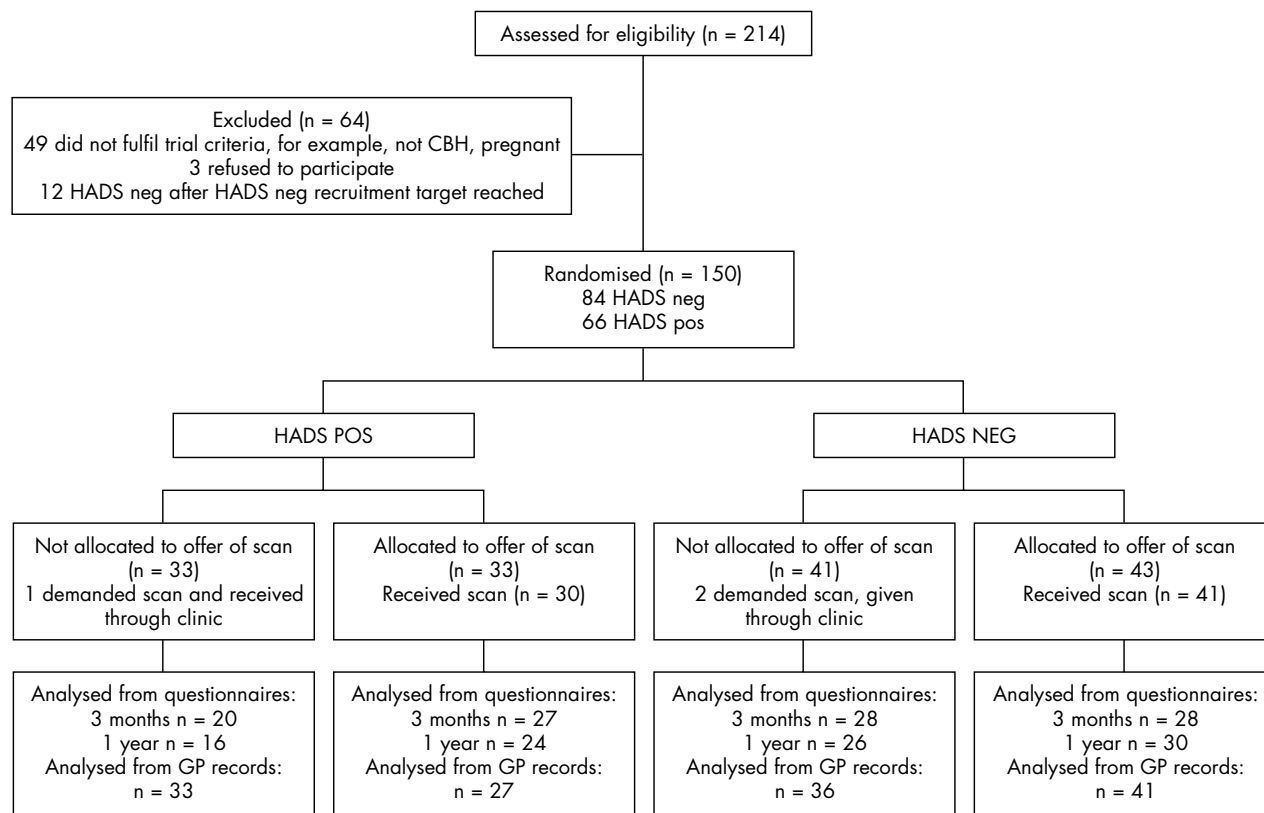 Assessed for eligibility (n = 214)
Excluded (n = 64)
49 did not fulfil trial criteria, for example, not CBH, pregnant
3 refused to participate
12 HADS neg after HADS neg recruitment target reached
Randomised (n = 150)
84 HADS neg
66 HADS pos
HADS POS
HADS NEG
Not allocated to offer of scan
(n = 33)
1 demanded scan and received
through clinic
Allocated to offer of scan
(n = 33)
Received scan (n = 30)
Not allocated to offer of scan
(n = 41)
2 demanded scan, given
through clinic
Allocated to offer of scan
(n = 43)
Received scan (n = 41)
Analysed from questionnaires:
3 months n = 20
1 year n = 16
Analysed from GP records:
n = 33
Analysed from questionnaires:
3 months n = 27
1 year n = 24
Analysed from GP records:
n = 27
Analysed from questionnaires:
3 months n = 28
1 year n = 26
Analysed from GP records:
n = 36
Analysed from questionnaires:
3 months n = 28
1 year n = 30
Analysed from GP records:
n = 41